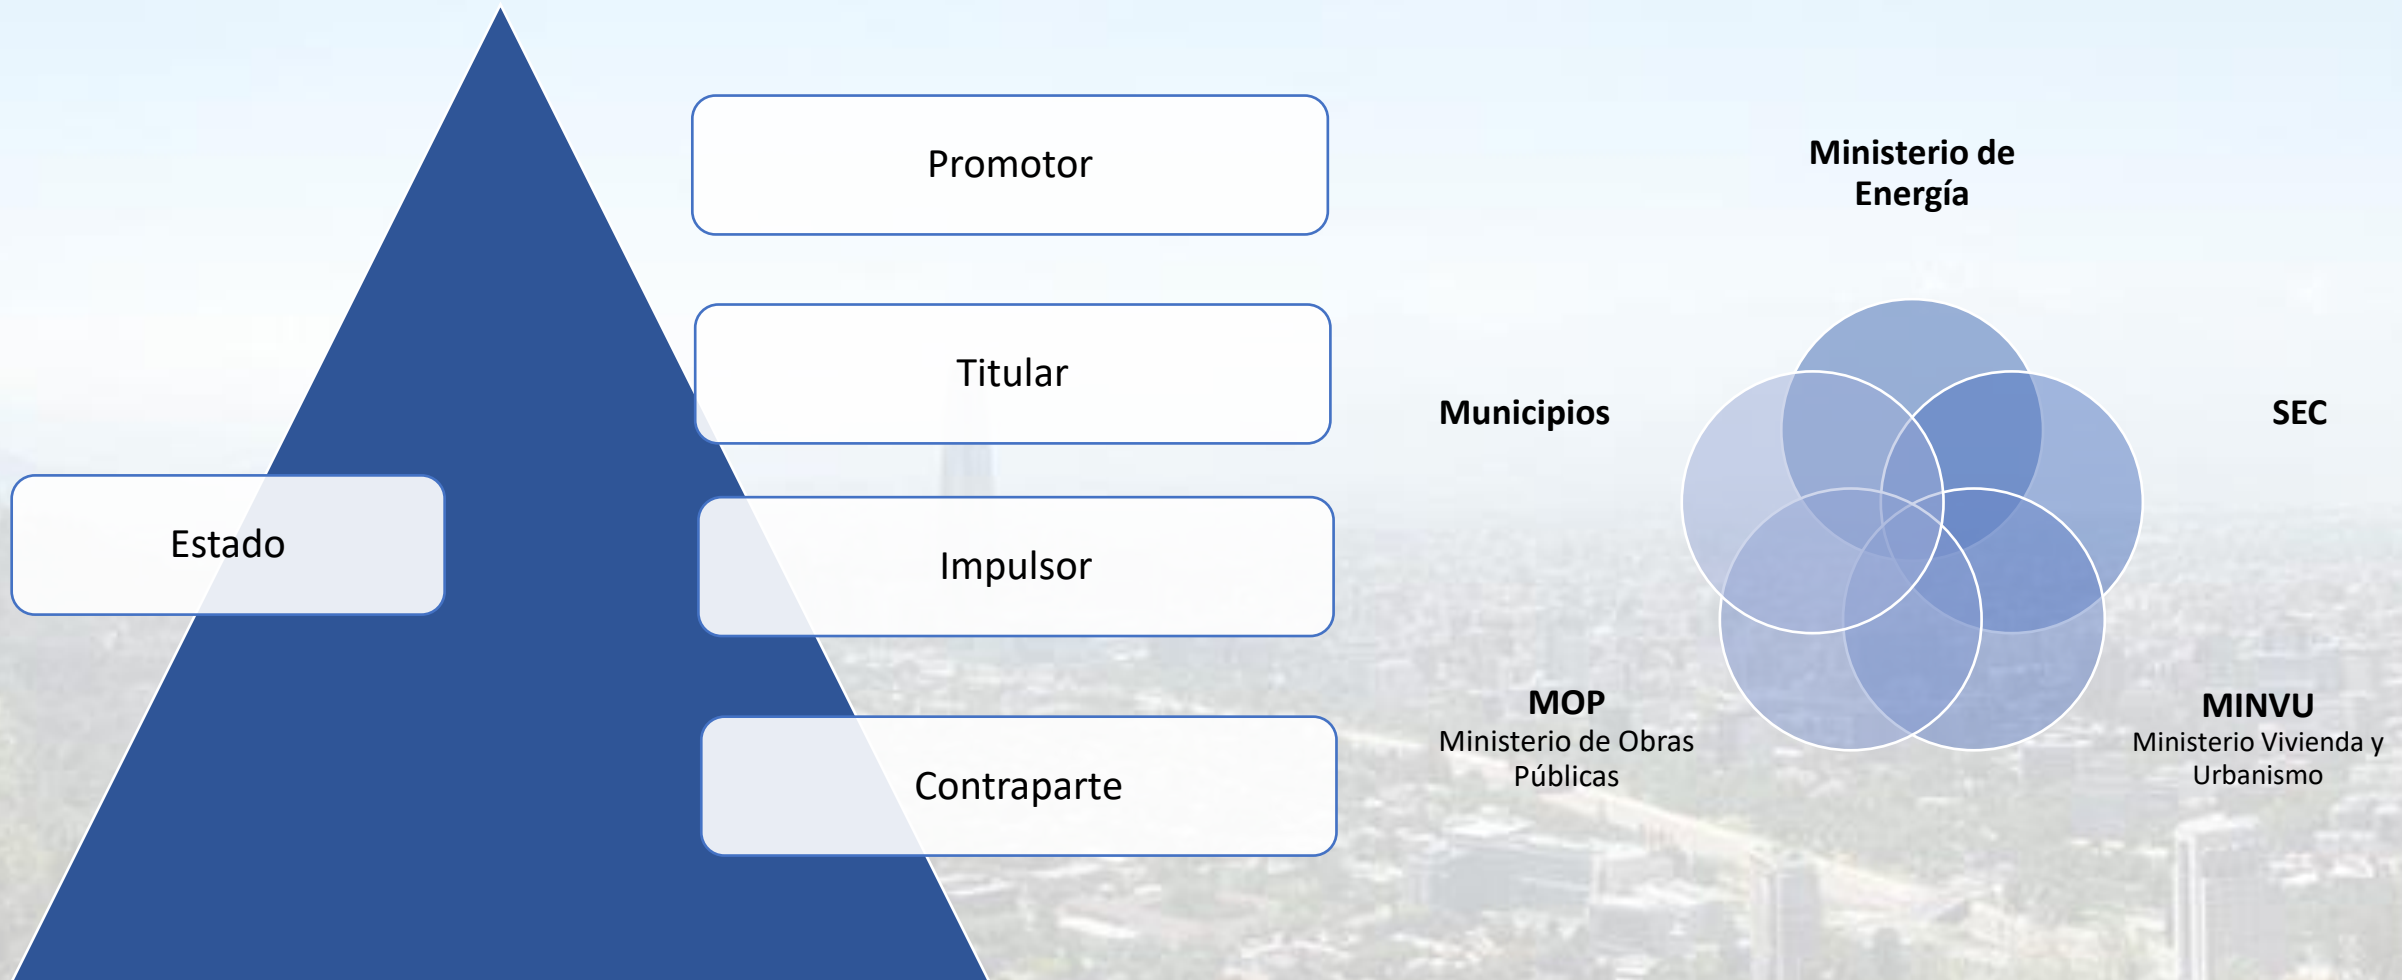 Promotor
Titular
Estado
Impulsor
Contraparte
Ministerio de
Energía
Municipios
SEC
MOP
Ministerio de Obras
Públicas
MINVU
Ministerio Vivienda y
Urbanismo